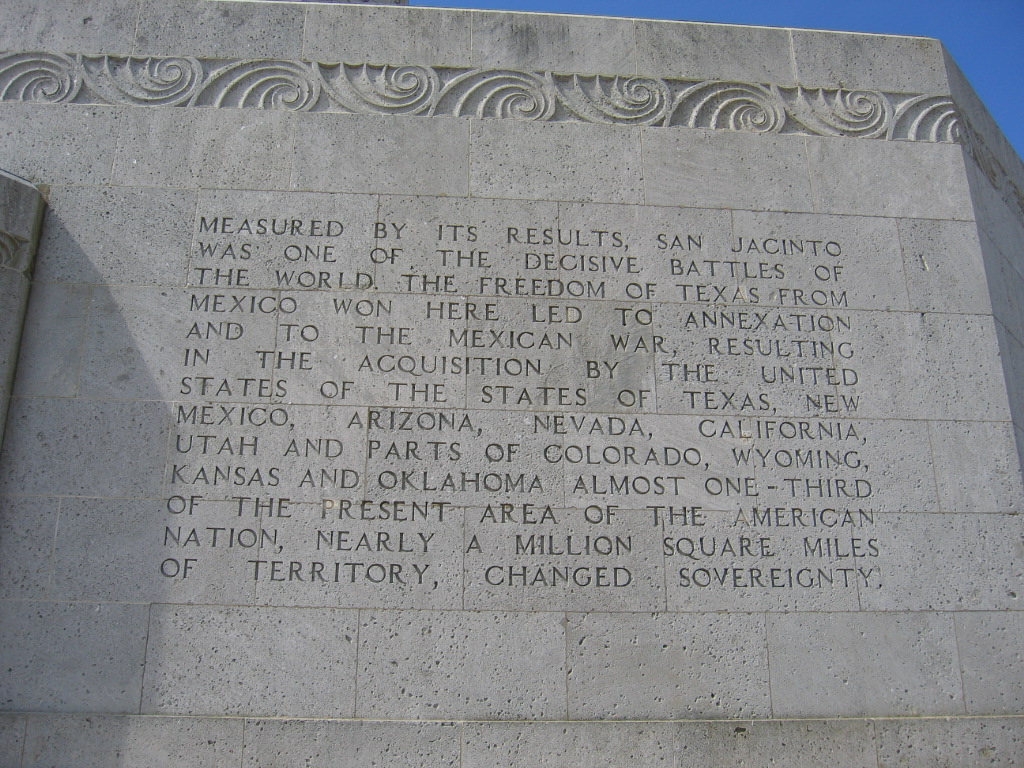 MEASURED BY ITS RESULTS, SAN JACINTO
WAS ONE OF THE DECISIVE BATTLES OF
THE WORLD. THE FREEDOM OF TEXAS FROM
MEXICO WON HERE LED TO ANNEXATION
AND TO THE MEXICAN WAR, RESULTING
IN THE ACQUISITION BY THE UNITED
STATES OF THE STATES OF TEXAS, NEW
MEXICO, ARIZONA, NEVADA, CALIFORNIA,
UTAH AND PARTS OF COLORADO, WYOMING,
KANSAS AND OKLAHOMA ALMOST ONE-THIRD
OF THE PRESENT AREA OF THE AMERICAN
NATION, NEARLY A MILLION SQUARE MILES
OF TERRITORY, CHANGED SOVEREIGNTY.